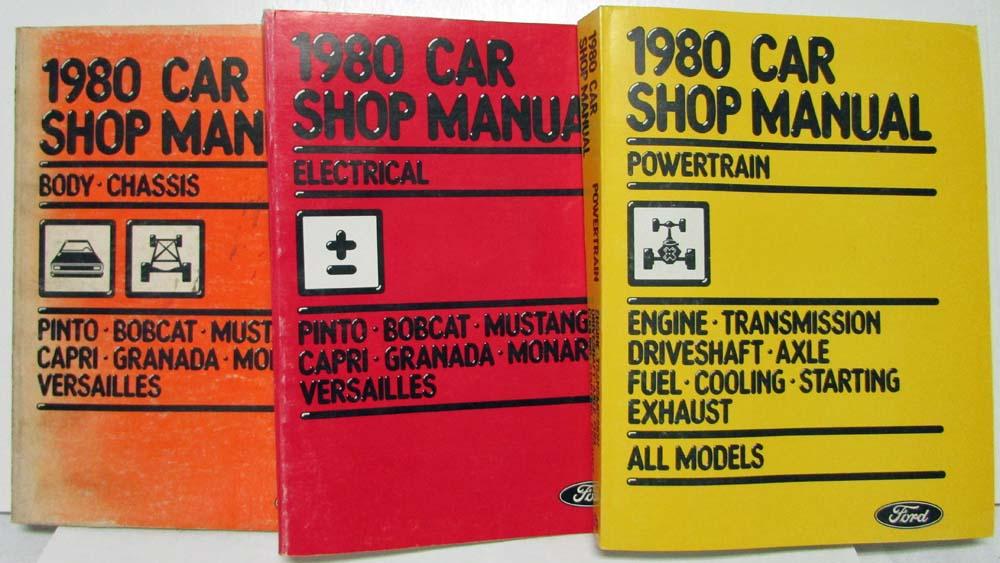 1980 CAR
SHOP MAN
BODY · CHASSIS
PINTO · BOBCAT · MUST
CAPRI · GRANADA · MON
VERSAILLES
1980 CAR
SHOP MANUA
ELECTRICAL
PINTO · BOBCAT · MUSTANG
CAPRI · GRANADA · MONAR
VERSAILLES
Fo
1980 CAR
SHOP MANUAL
POWERTRAIN
1980 CAR
SHOP MANUAL
POWERTRAIN
ENGINE · TRANSMISSION
DRIVESHAFT · AXLE
FUEL · COOLING · STARTING
EXHAUST
ALL MODELS
Ford